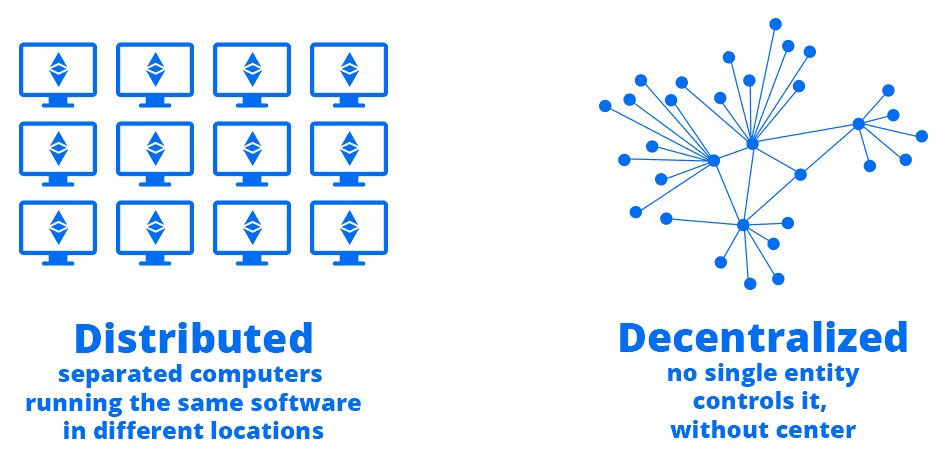 Distributed
separated computers
running the same software
in different locations
Decentralized
no single entity
controls it,
without center